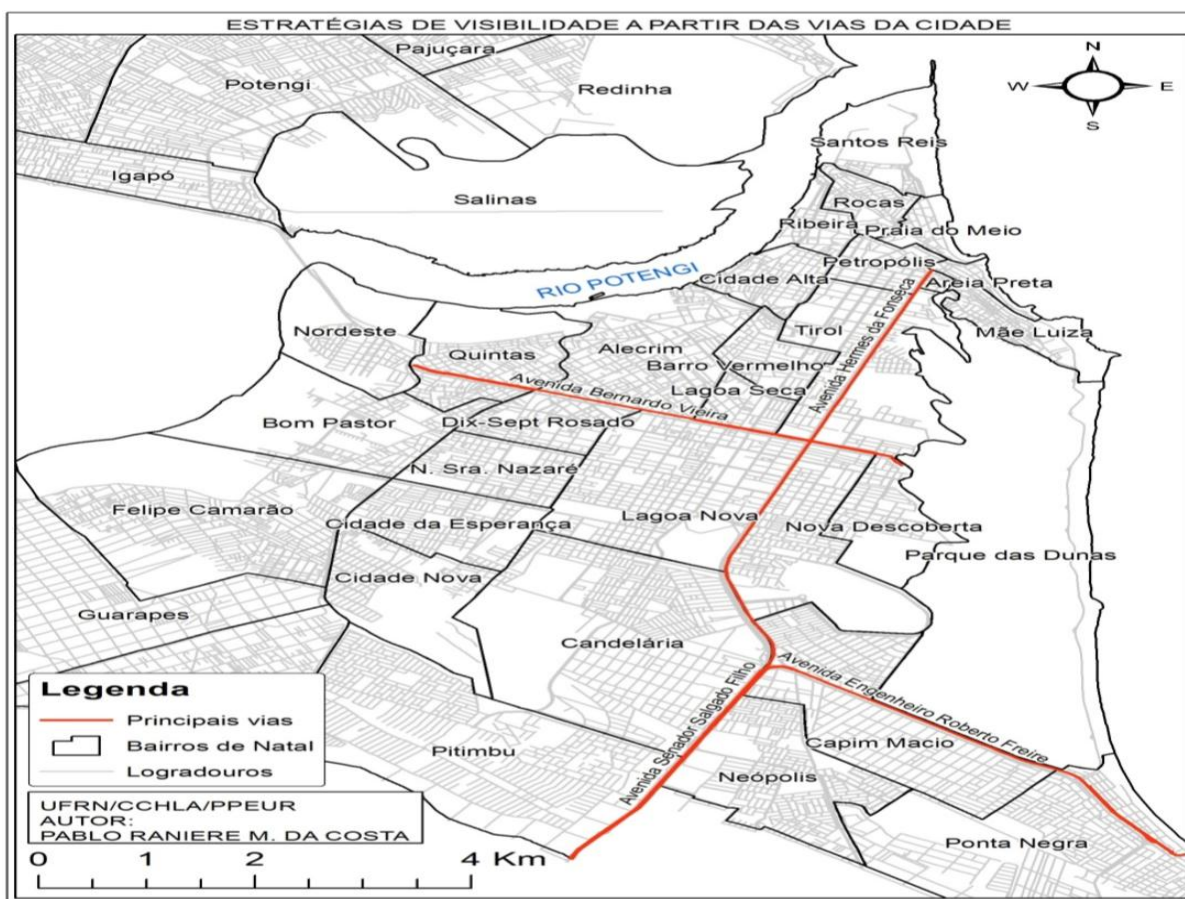 ESTRATÉGIAS DE VISIBILIDADE A PARTIR DAS VIAS DA CIDADE
Pajuçara
Potengi
Redinha
N
W E
S
Santos Reis
Igapó
Salinas
Rocas
Ribeira
Praia do Meio
Petropólis
RIO POTENGI
Cidade Alta
Areia Preta
Nordeste
Tirol
Mãe Luiza
Quintas
Alecrim
Barro Vermelho
Avenida Hermes da Fonseca
Lagoa Seca
Avenida Bernardo Vieira
Bom Pastor
Dix-Sept Rosado
N. Sra. Nazaré
Felipe Camarão
Cidade da Esperança
Lagoa Nova
Nova Descoberta
Parque das Dunas
Cidade Nova
Guarapes
Candelária
Avenida Engenheiro Roberto Freire
Avenida Senador Salgado Filho
Capim Macio
Pitimbu
Neópolis
Ponta Negra
Legenda
Principais vias
Bairros de Natal
Logradouros
UFRN/CCHLA/PPEUR
AUTOR:
PABLO RANIERE M. DA COSTA
0 1 2 4 Km